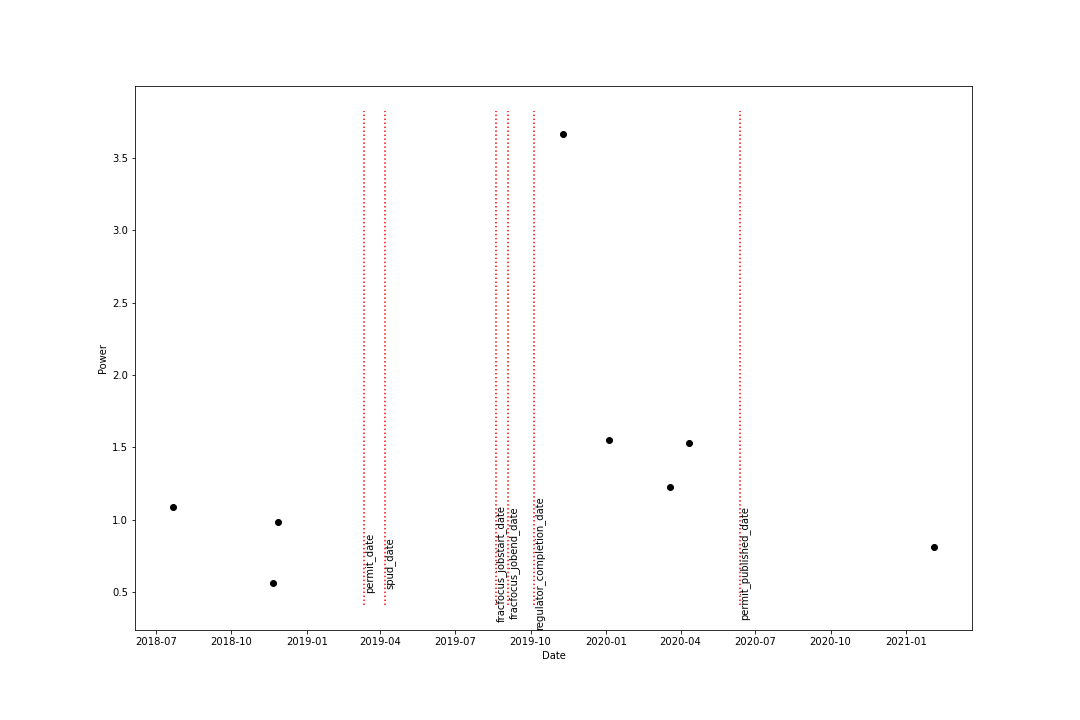 3.5
3.0
2.5
2.0
1.5
1.0
0.5
Power
permit_date
spud_date
fracfocus_jobstart_date
fracfocus_jobend_date
regulator_completion_date
permit_published_date
2018-07
2018-10
2019-01
2019-04
2019-07
2019-10
2020-01
2020-04
2020-07
2020-10
2021-01
Date